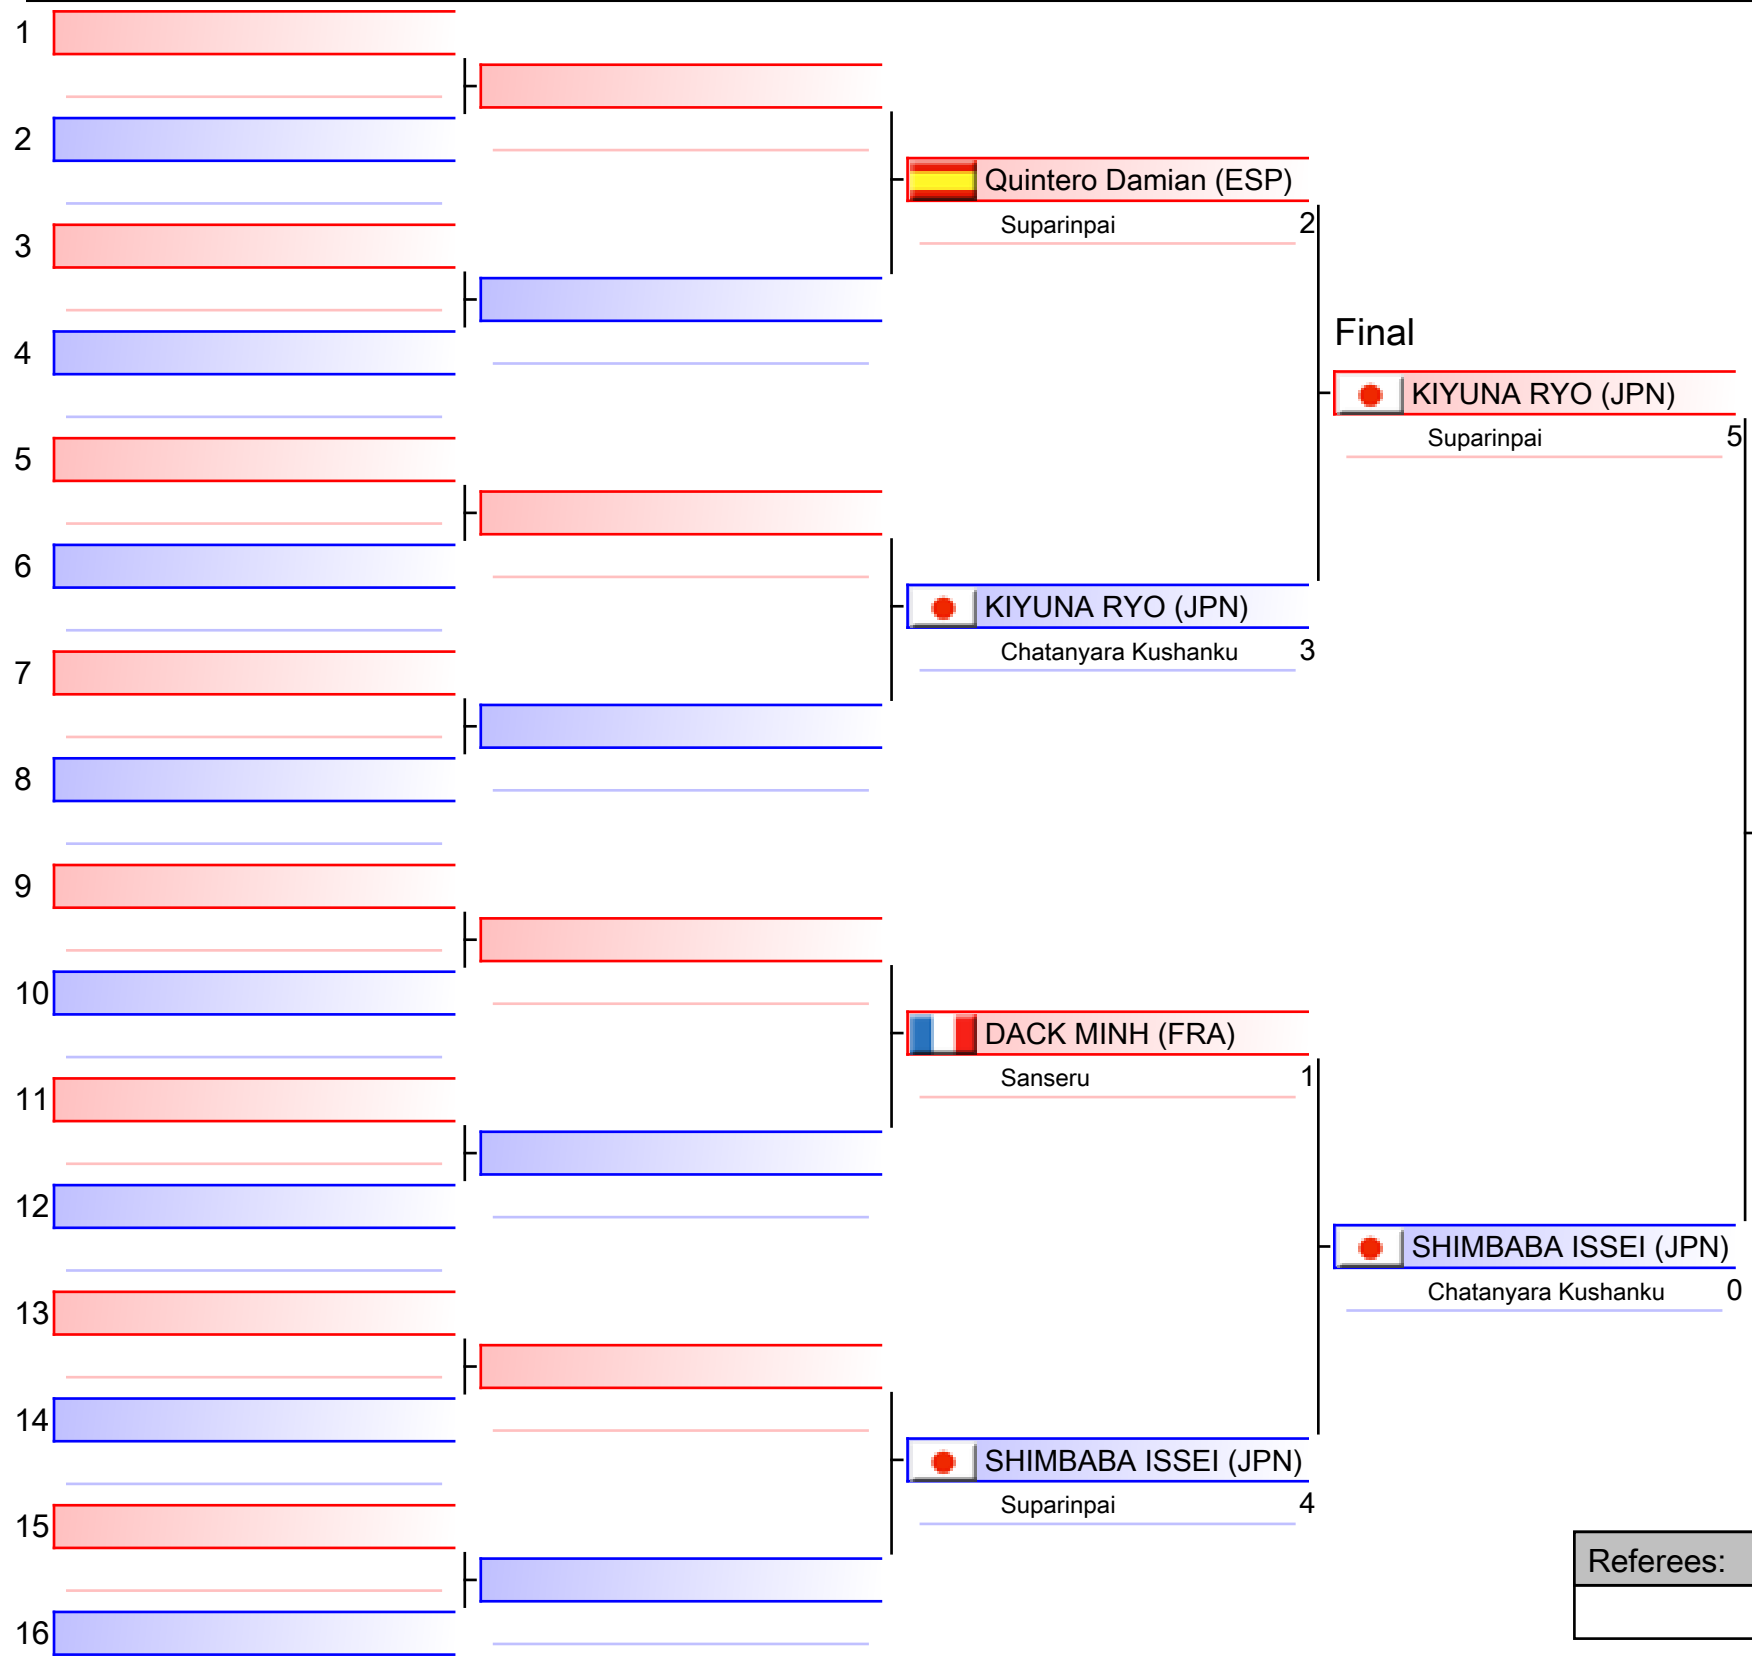 1
2
Quintero Damian (ESP)
Suparinpai 2
3
4
Final
KIYUNA RYO (JPN)
Suparinpai 5
5
6
KIYUNA RYO (JPN)
Chatanyara Kushanku 3
7
8
9
10
DACK MINH (FRA)
Sanseru 1
11
12
SHIMBABA ISSEI (JPN)
Chatanyara Kushanku 0
13
14
SHIMBABA ISSEI (JPN)
Suparinpai 4
15
Referees:
16